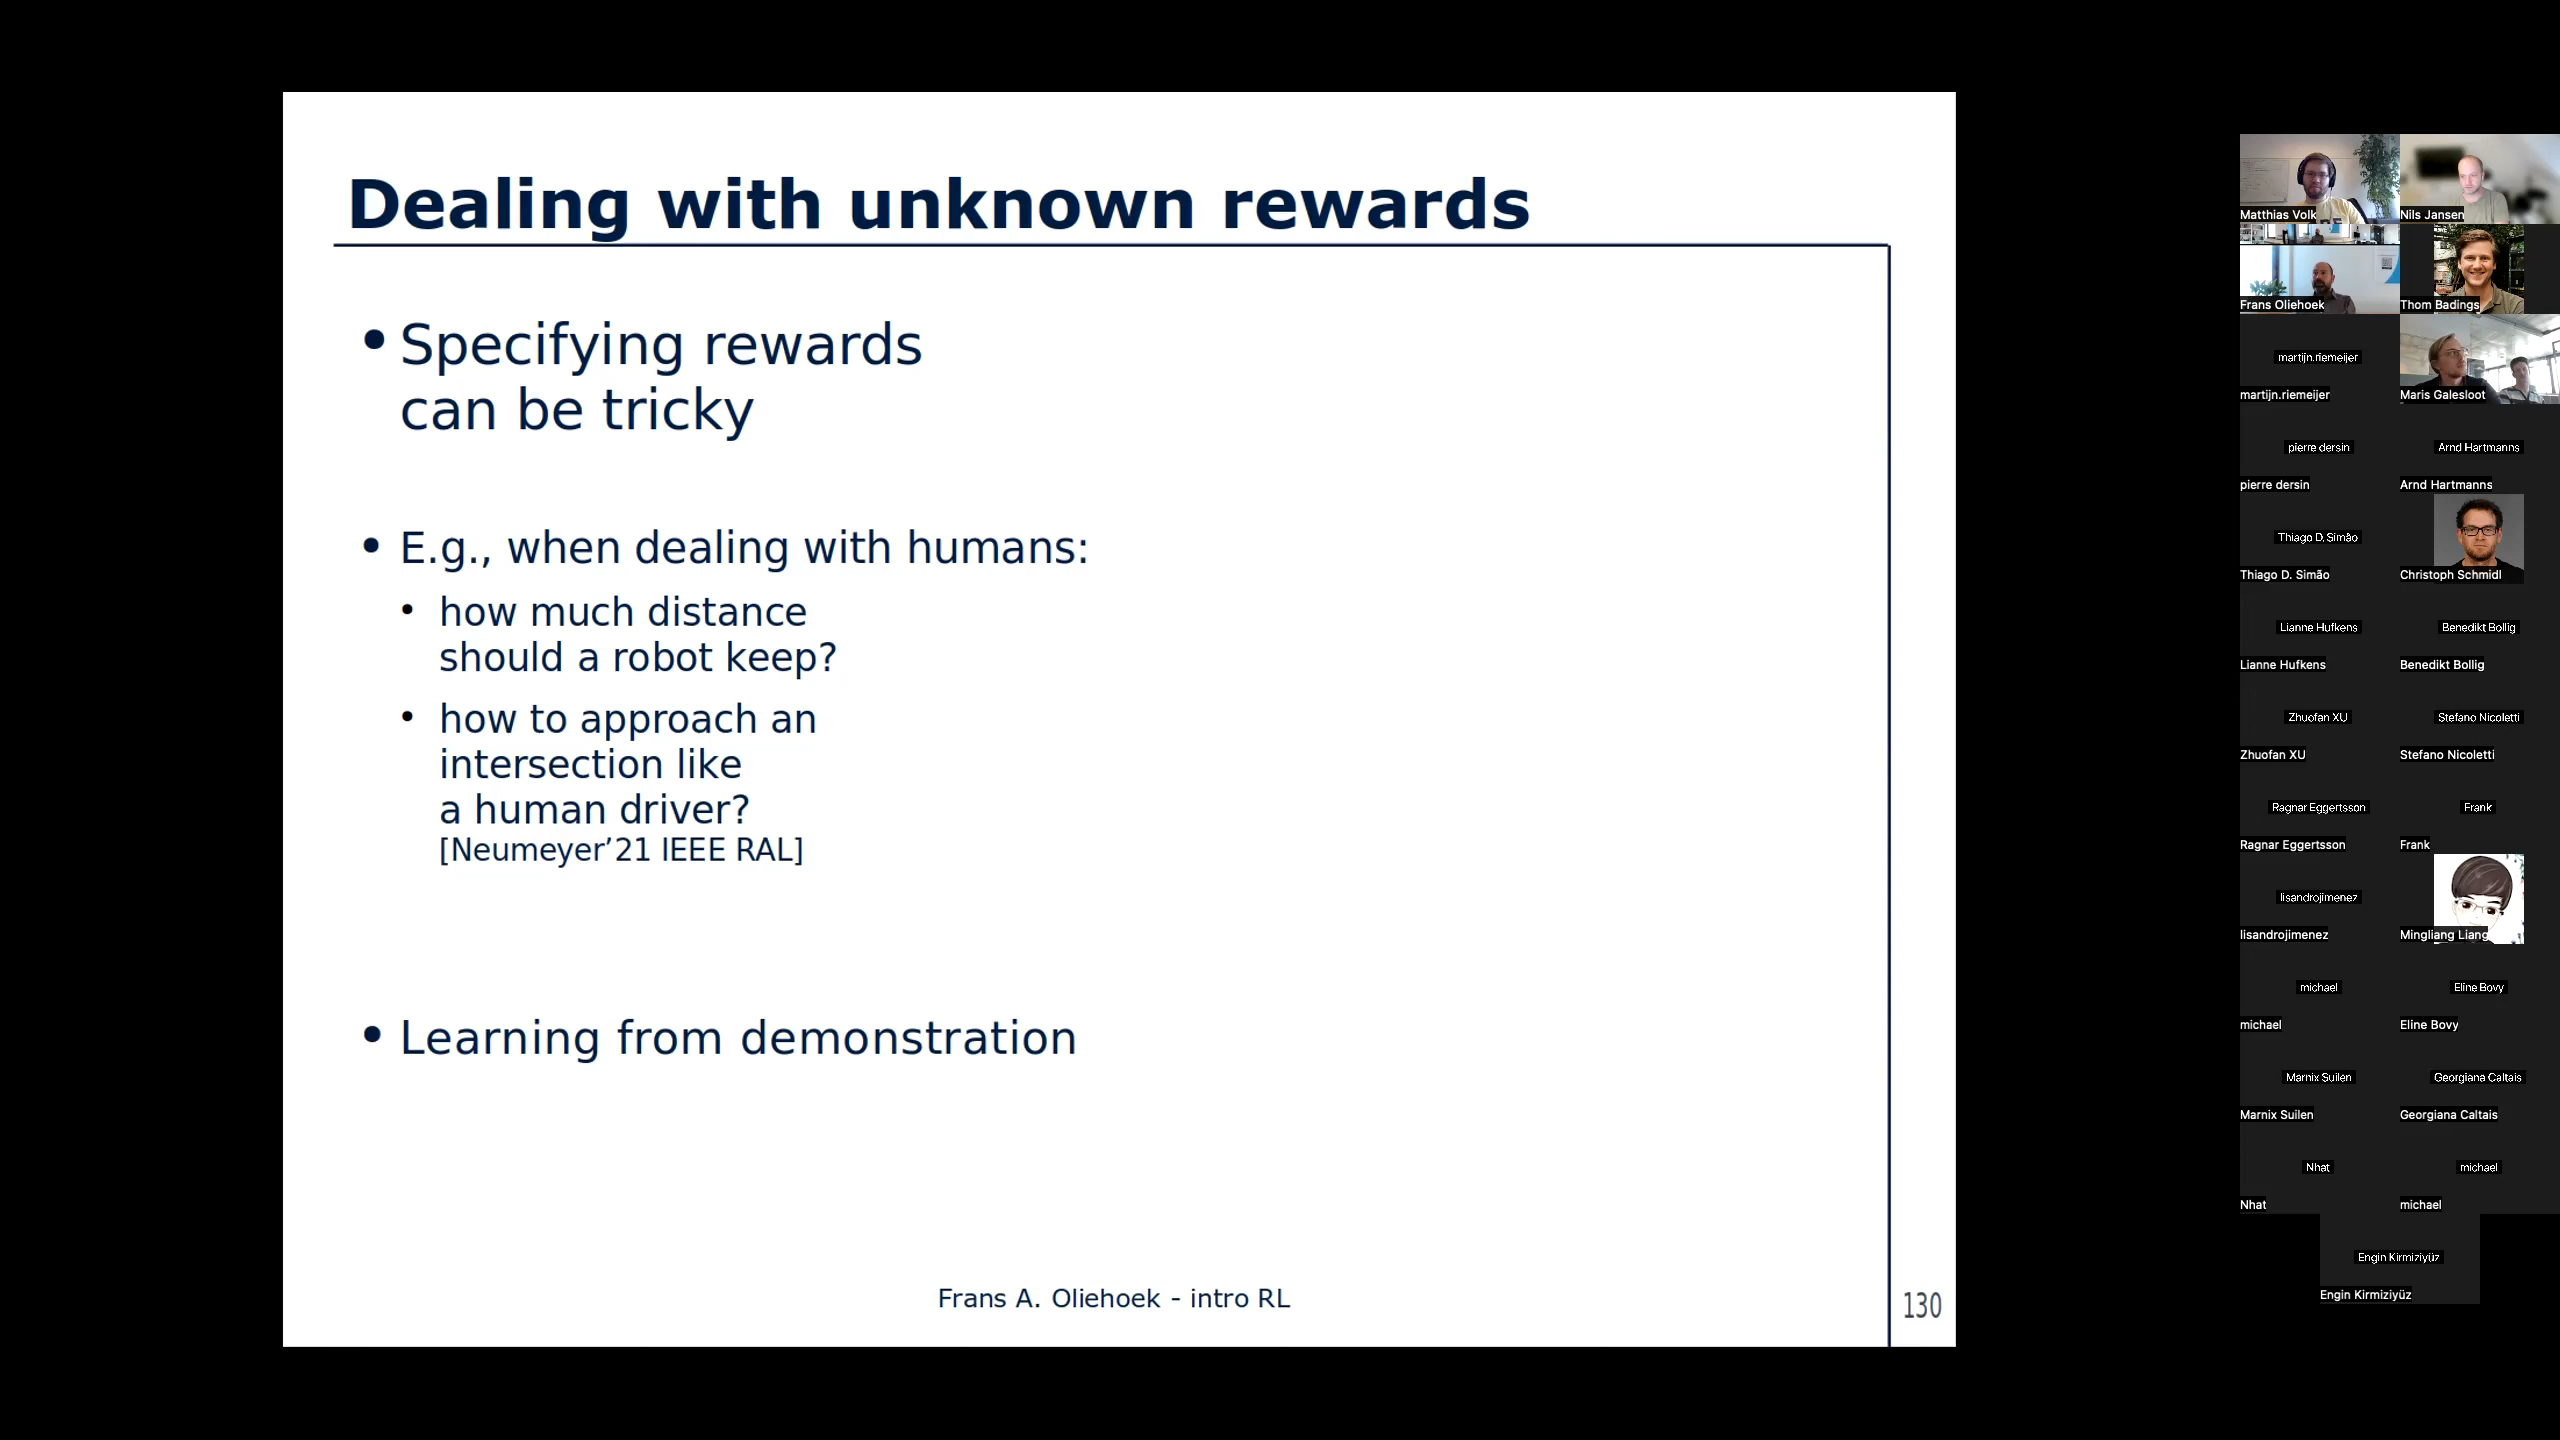 Dealing with unknown rewards
• Specifying rewards
can be tricky
• E.g., when dealing with humans:
• how much distance
should a robot keep?
• how to approach an
intersection like
a human driver?
[Neumeyer’21 IEEE RAL]
• Learning from demonstration
Frans A. Oliehoek - intro RL
130
Matthias Volk
Nils Jansen
Frans Oliehoek
Thom Badings
martijn.riemeijer
martijn.riemeijer
Maris Galesloot
pierre dersin
Arnd Hartmanns
pierre dersin
Arnd Hartmanns
Thiago D. Simão
Thiago D. Simão
Christoph Schmidl
Lianne Hufkens
Benedikt Bollig
Lianne Hufkens
Benedikt Bollig
Zhuofan XU
Stefano Nicoletti
Zhuofan XU
Stefano Nicoletti
Ragnar Eggertsson
Frank
Ragnar Eggertsson
Frank
lisandrojimenez
lisandrojimenez
Mingliang Liang
michael
Eline Bovy
michael
Eline Bovy
Marnix Suilen
Georgiana Caltais
Marnix Suilen
Georgiana Caltais
Nhat
michael
Nhat
michael
Engin Kirmiziyüz
Engin Kirmiziyüz